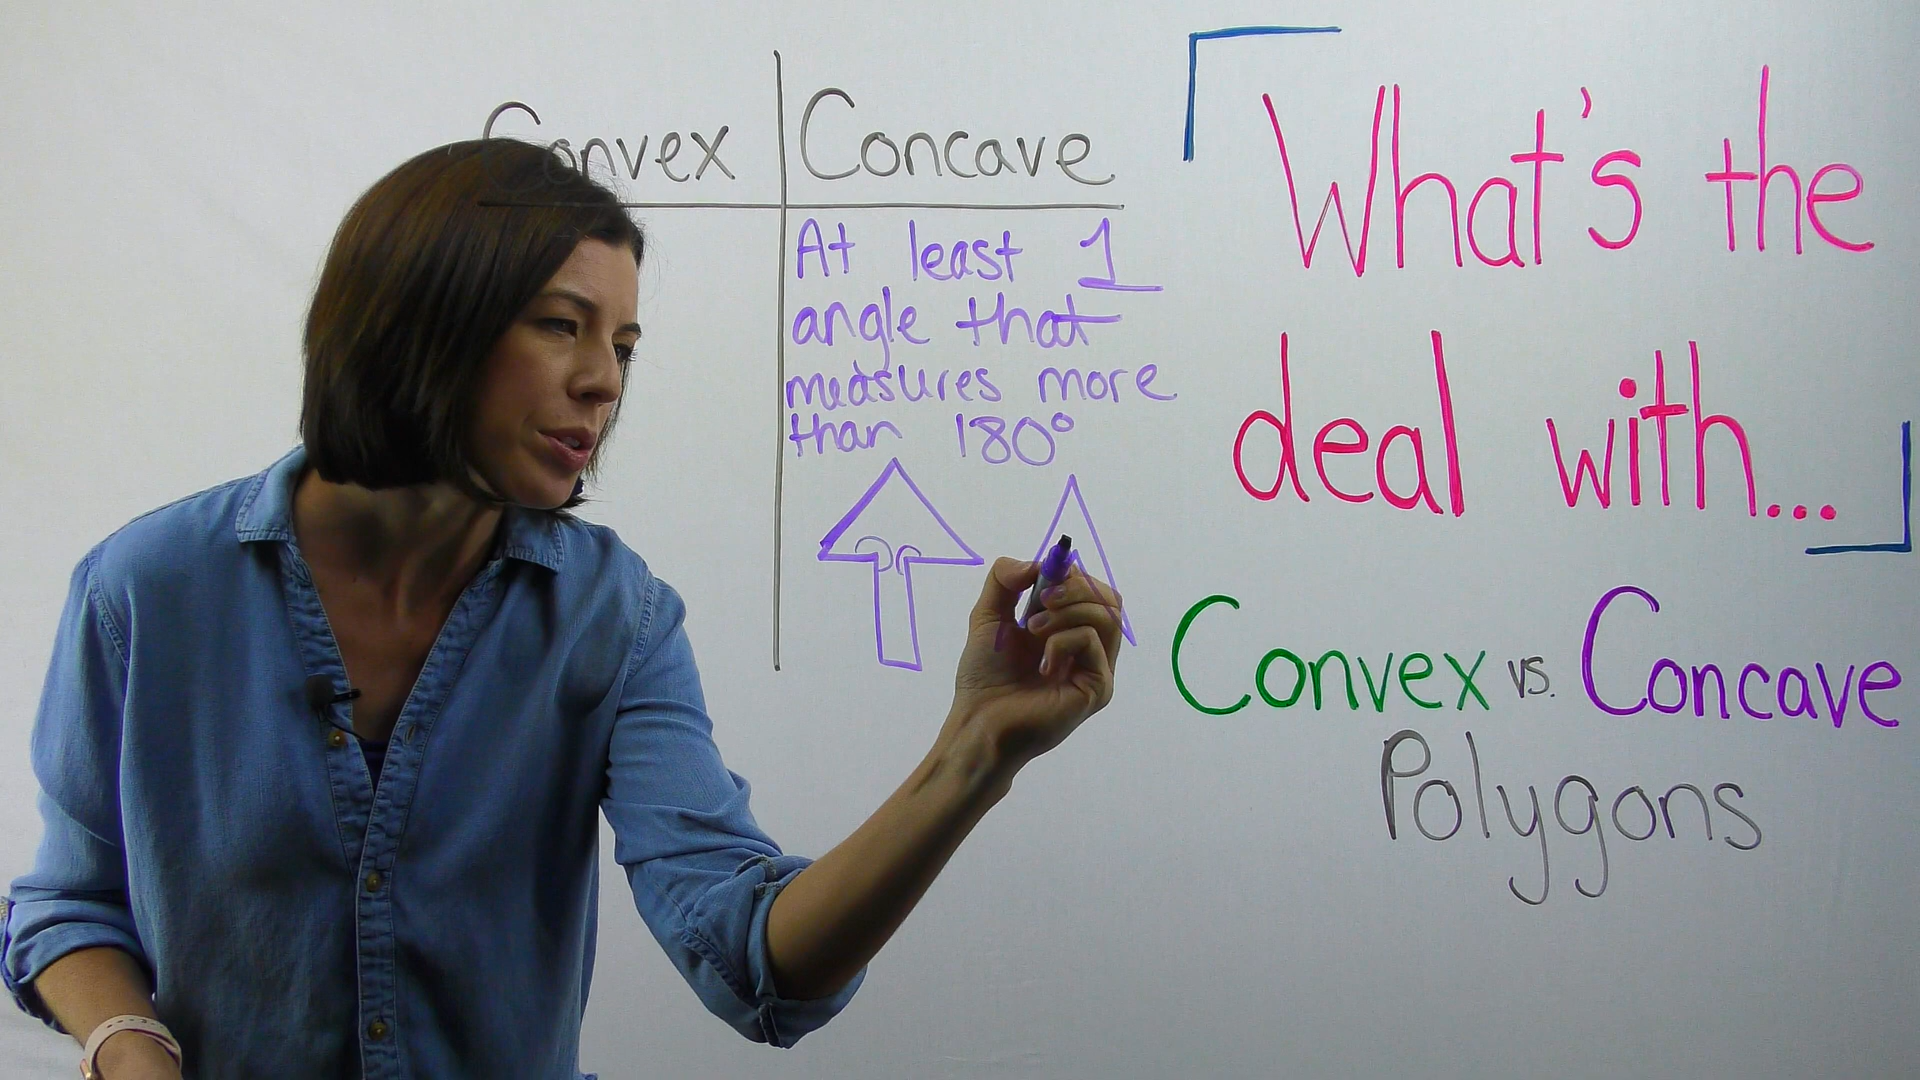 Convex Concave
At least 1
angle that
measures more
than 180°
What's the
deal with...
Convex vs. Concave
Polygons